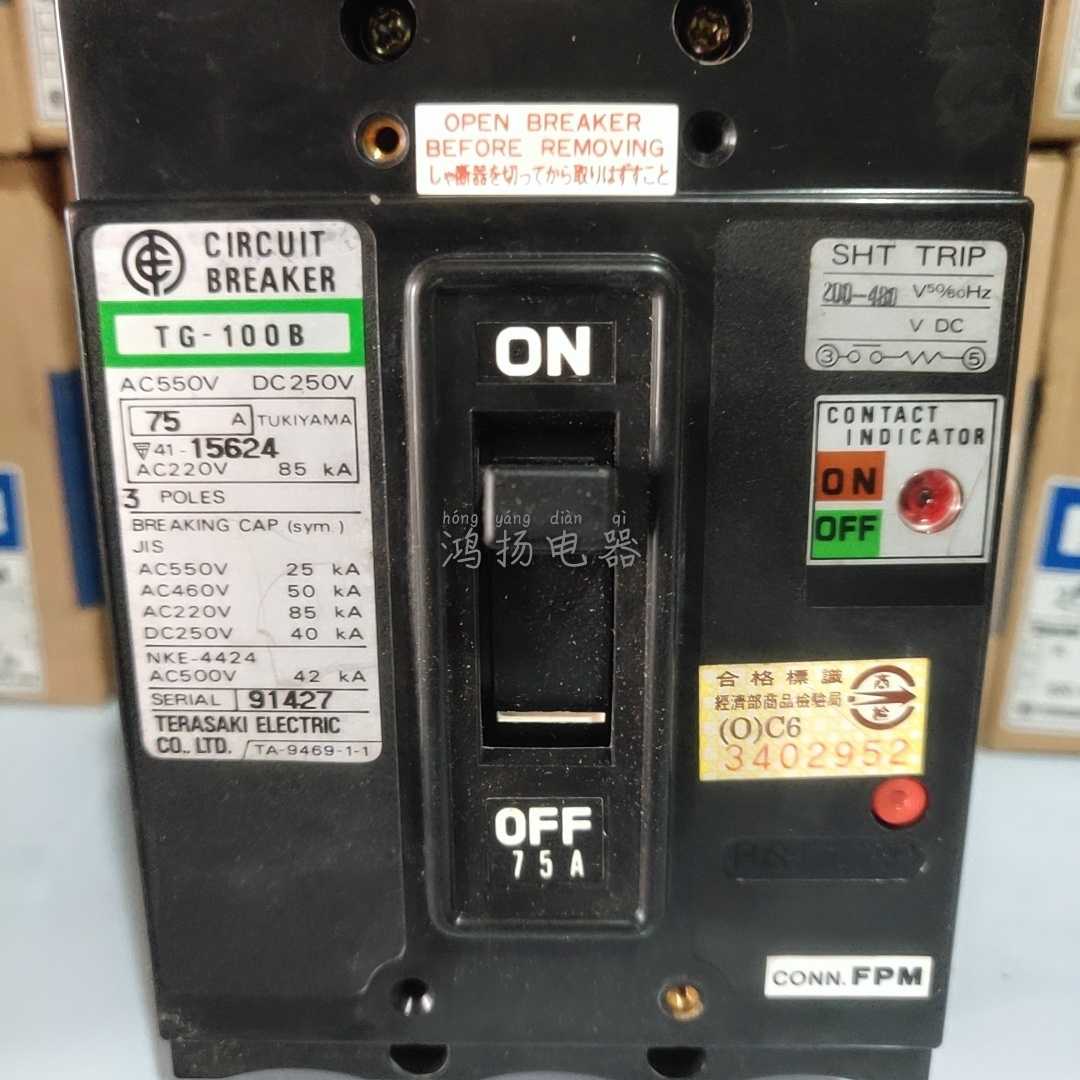 OPEN BREAKER
BEFORE REMOVING
しゃ断器を切ってから取りはずすこと
CIRCUIT
BREAKER
TG-100B
AC550V DC250V
75 A TUKIYAMA
41-15624
AC220V 85 kA
3 POLES
BREAKING CAP (sym.)
JIS
AC550V 25 kA
AC460V 50 kA
AC220V 85 kA
DC250V 40 kA
NKE-4424
AC500V 42 kA
SERIAL 91427
TERASAKI ELECTRIC
CO., LTD. TA-9469-1-1
ON
hóng yáng diàn qì
鸿扬电器
OFF
75A
SHT TRIP
200-480 V50/60Hz
V DC
3 5
CONTACT
INDICATOR
ON
OFF
合格標識
經濟部商品檢驗局
商檢
(O)C6
3402952
CONN. FPM